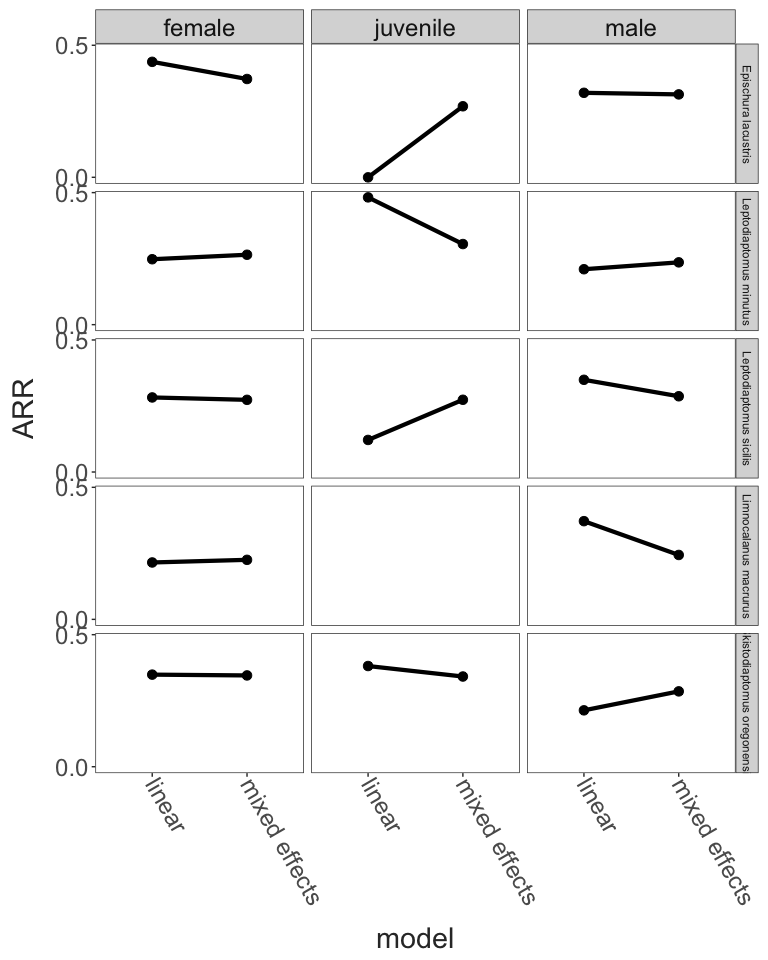 female juvenile male
0.5
0.0
Epischura lacustris
0.5
0.0
Leptodiaptomus minutus
0.5
0.0
Leptodiaptomus sicilis
0.5
0.0
Limnocalanus macrurus
0.5
0.0
kistodiaptomus oregonens
ARR
linear mixed effects linear mixed effects linear mixed effects
model